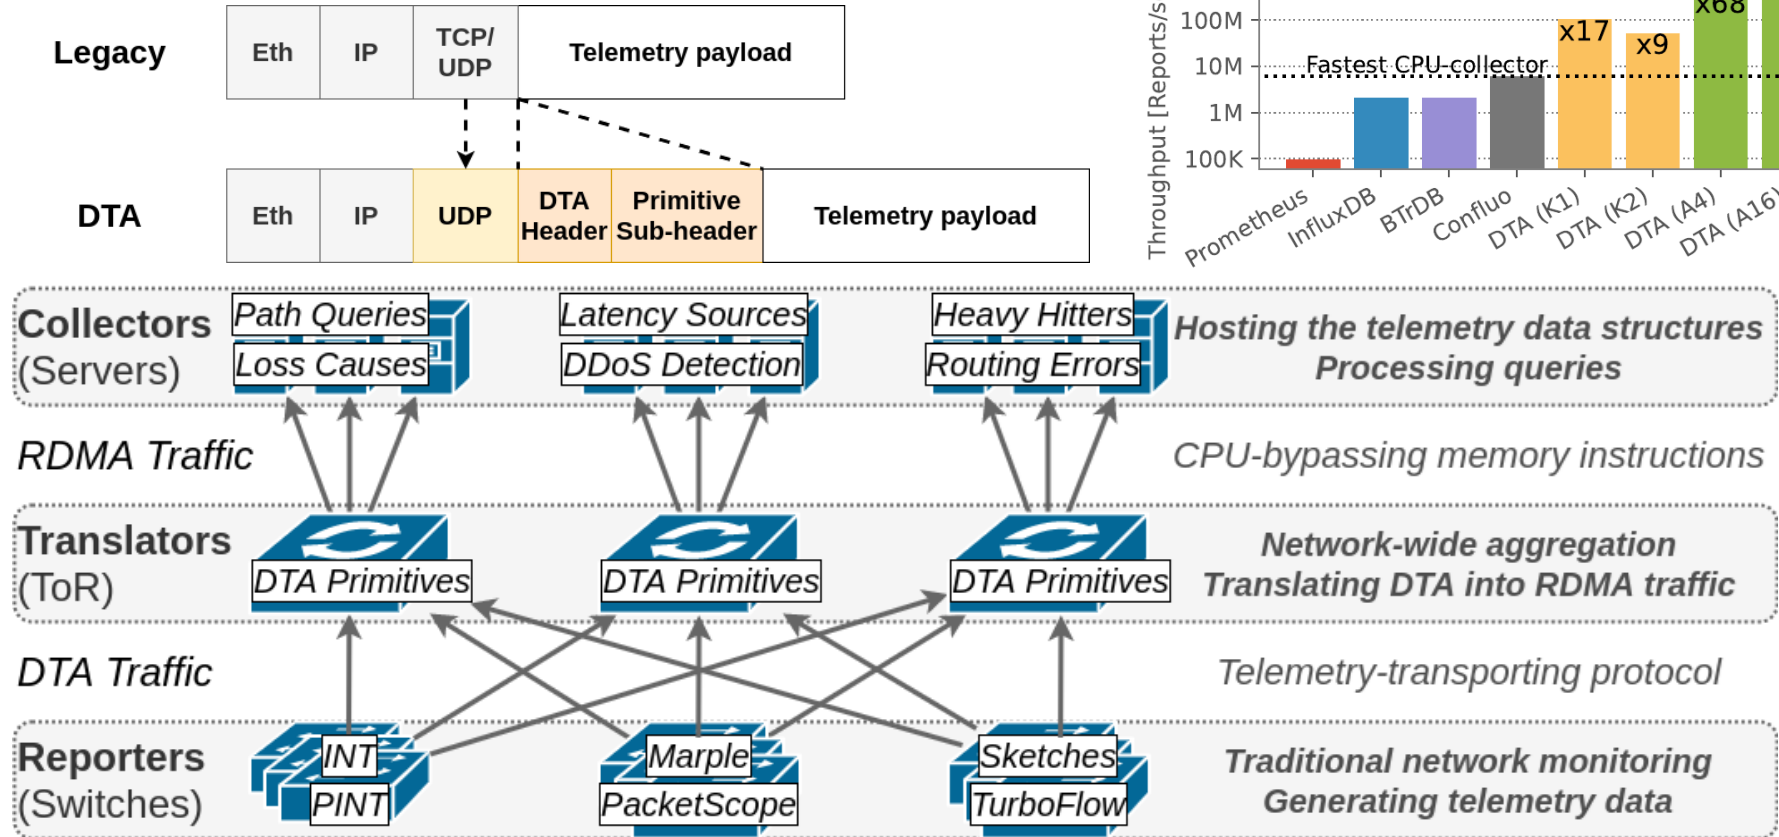 Legacy
Eth
IP
TCP/
UDP
Telemetry payload
DTA
Eth
IP
UDP
DTA
Header
Primitive
Sub-header
Telemetry payload
Throughput [Reports/s
100M
10M
1M
100K
Fastest CPU-collector
x17
x9
x68
Prometheus
InfluxDB
BTrDB
Confluo
DTA (K1)
DTA (K2)
DTA (A4)
DTA (A16)
Collectors
(Servers)
Path Queries
Loss Causes
Latency Sources
DDoS Detection
Heavy Hitters
Routing Errors
Hosting the telemetry data structures
Processing queries
RDMA Traffic
CPU-bypassing memory instructions
Translators
(ToR)
DTA Primitives
DTA Primitives
DTA Primitives
Network-wide aggregation
Translating DTA into RDMA traffic
DTA Traffic
Telemetry-transporting protocol
Reporters
(Switches)
INT
PINT
Marple
PacketScope
Sketches
TurboFlow
Traditional network monitoring
Generating telemetry data